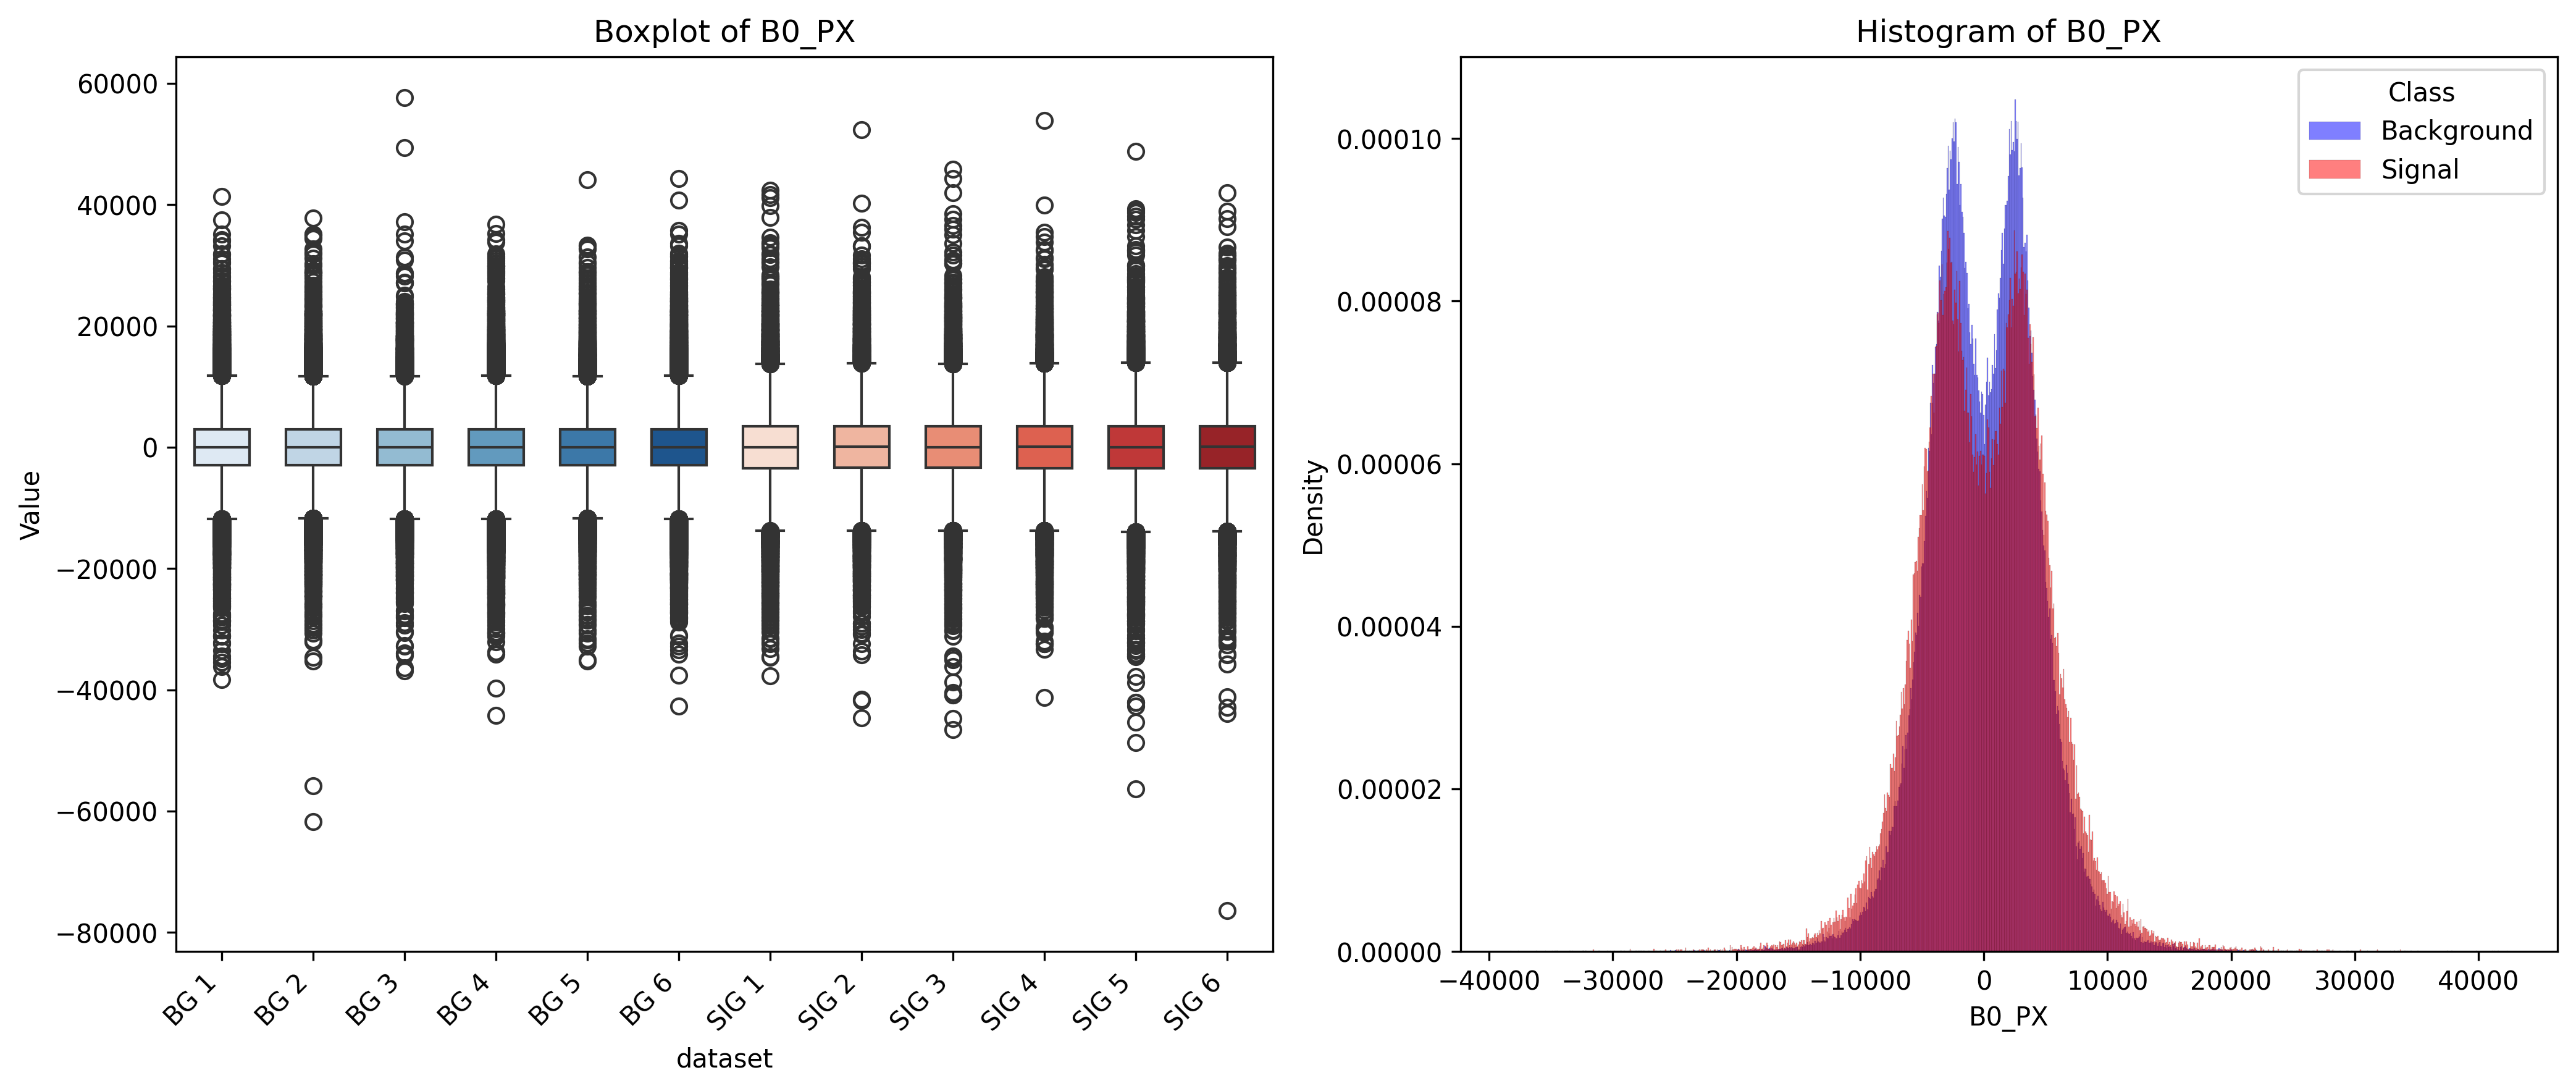 Boxplot of B0_PX
60000
40000
20000
0
−20000
−40000
−60000
−80000
Value
BG 1
BG 2
BG 3
BG 4
BG 5
BG 6
SIG 1
SIG 2
SIG 3
SIG 4
SIG 5
SIG 6
dataset
Histogram of B0_PX
Class
Background
Signal
0.00010
0.00008
0.00006
0.00004
0.00002
0.00000
Density
−40000
−30000
−20000
−10000
0
10000
20000
30000
40000
B0_PX